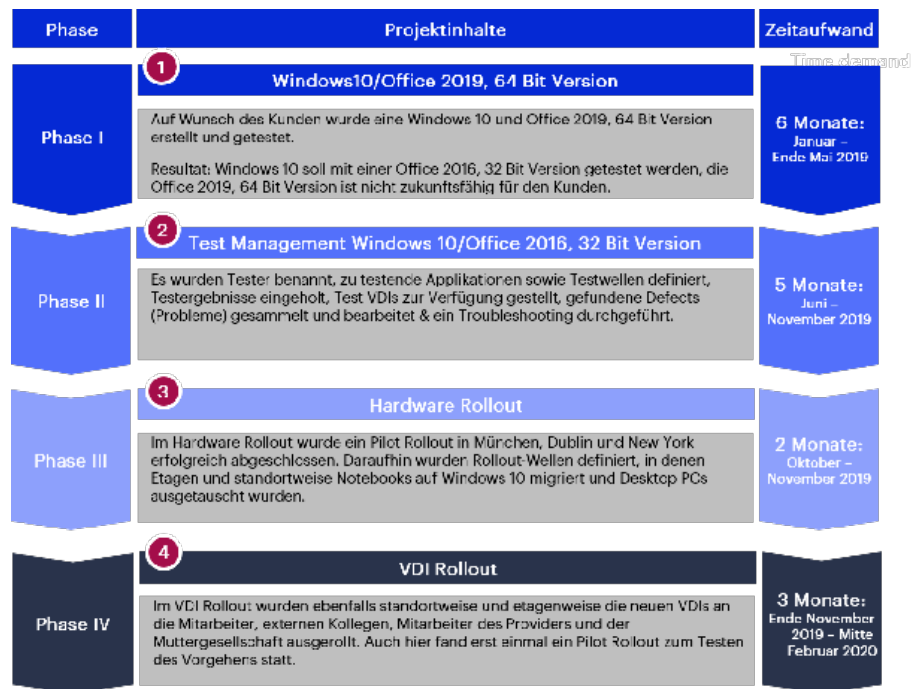 Phase
Projektinhalte
Zeitaufwand
Time demand
1
Windows10/Office 2019, 64 Bit Version
Phase I
Auf Wunsch des Kunden wurde eine Windows 10 und Office 2019, 64 Bit Version
erstellt und getestet.
Resultat: Windows 10 soll mit einer Office 2016, 32 Bit Version getestet werden, die
Office 2019, 64 Bit Version ist nicht zukunftsfähig für den Kunden.
6 Monate:
Januar –
Ende Mai 2019
2
Test Management Windows 10/Office 2016, 32 Bit Version
Phase II
Es wurden Tester benannt, zu testende Applikationen sowie Testwellen definiert,
Testergebnisse eingeholt, Test VDIs zur Verfügung gestellt, gefundene Defects
(Probleme) gesammelt und bearbeitet & ein Troubleshooting durchgeführt.
5 Monate:
Juni –
November 2019
3
Hardware Rollout
Phase III
Im Hardware Rollout wurde ein Pilot Rollout in München, Dublin und New York
erfolgreich abgeschlossen. Daraufhin wurden Rollout-Wellen definiert, in denen
Etagen und standortweise Notebooks auf Windows 10 migriert und Desktop PCs
ausgetauscht wurden.
2 Monate:
Oktober –
November 2019
4
VDI Rollout
Phase IV
Im VDI Rollout wurden ebenfalls standortweise und etagenweise die neuen VDIs an
die Mitarbeiter, externen Kollegen, Mitarbeiter des Providers und der
Muttergesellschaft ausgerollt. Auch hier fand erst einmal ein Pilot Rollout zum Testen
des Vorgehens statt.
3 Monate:
Ende November
2019 – Mitte
Februar 2020